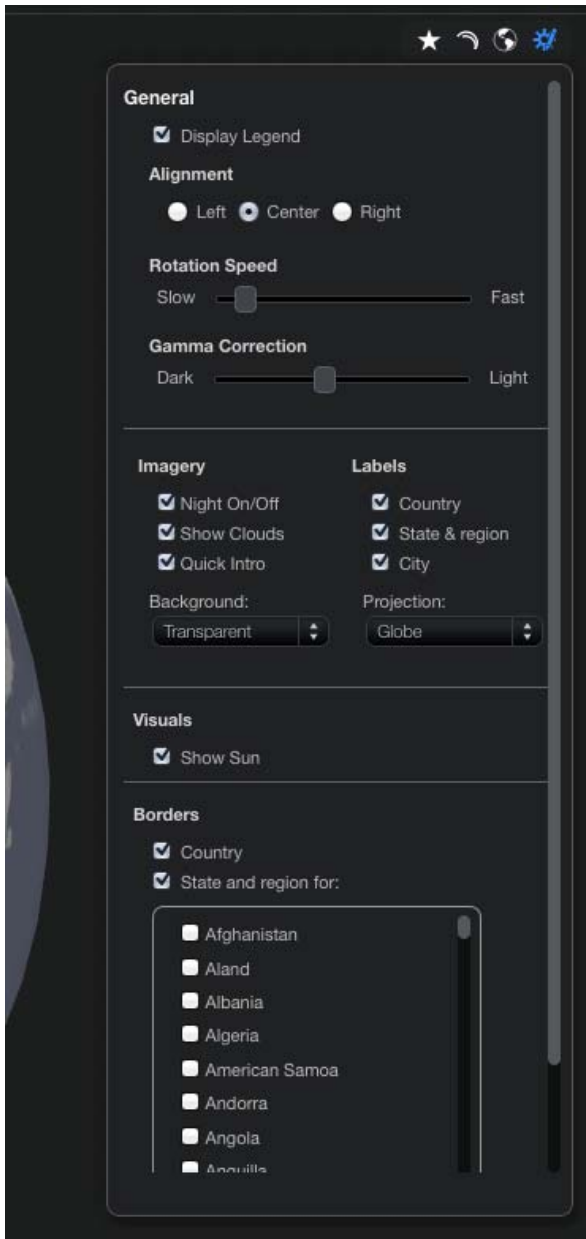 General
Display Legend
Alignment
Left Center Right
Rotation Speed
Slow Fast
Gamma Correction
Dark Light
Imagery Labels
Night On/Off Country
Show Clouds State & region
Quick Intro City
Background: Projection:
Transparent Globe
Visuals
Show Sun
Borders
Country
State and region for:
Afghanistan
Aland
Albania
Algeria
American Samoa
Andorra
Angola
Anguilla